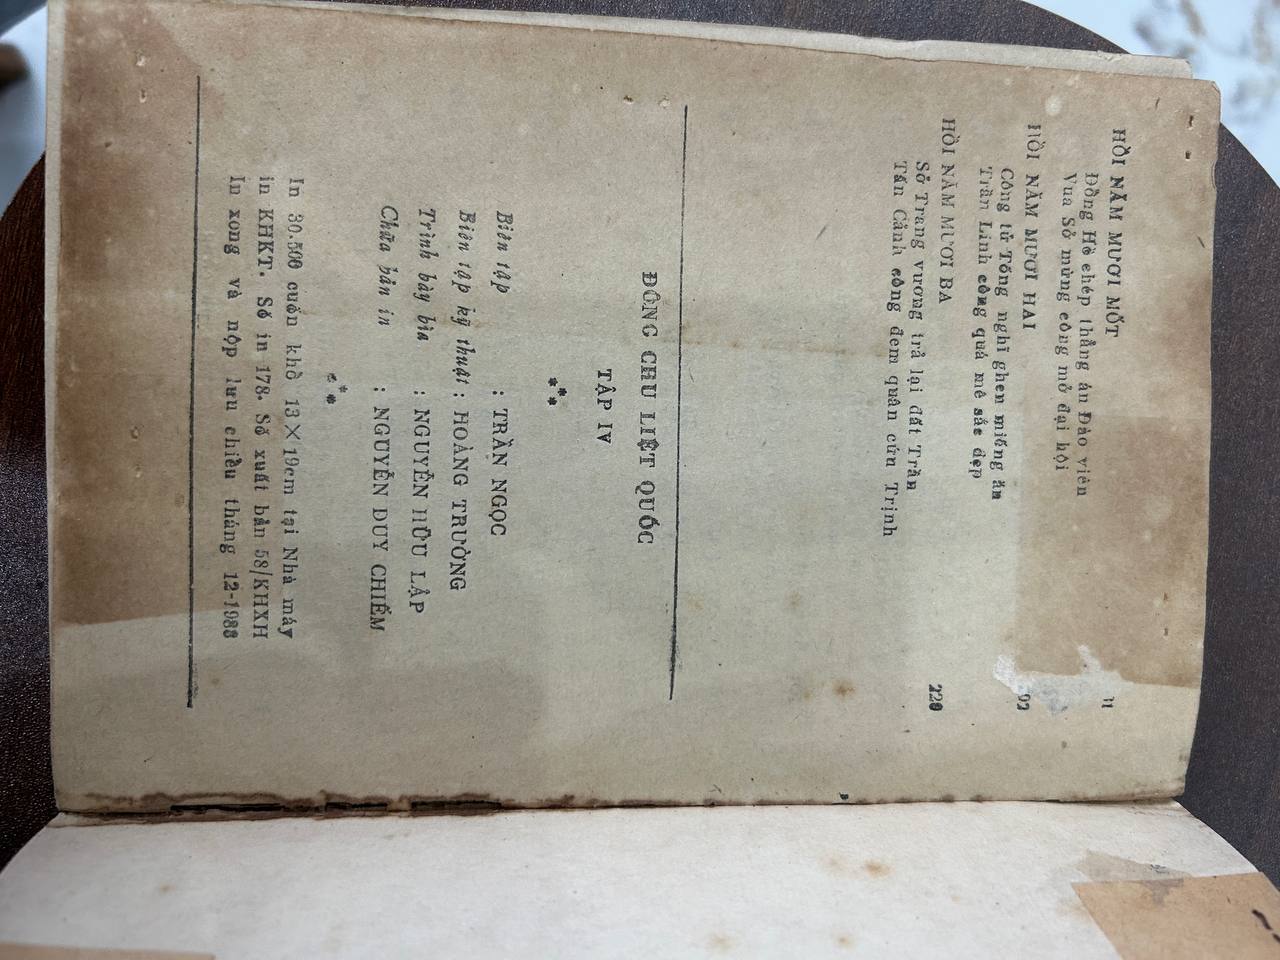 HỒI NĂM MƯƠI MỐT
Đồng Hồ chép thẳng án Đào viên
Vua Sở mừng công mở đại hội
HỒI NĂM MƯƠI HAI
Công tử Tống nghĩ ghen miếng ăn
Trần Linh công quá mê sắc đẹp
HỒI NĂM MƯƠI BA
220
Sở Trang vương trả lại đất Trần
Tấn Cảnh công đem quân cứu Trịnh
ĐÔNG CHU LIỆT QUỐC
TẬP IV
Biên tập : TRẦN NGỌC
Biên tập kỹ thuật : HOÀNG TRƯỜNG
Trình bày bìa : NGUYỄN HỮU LẬP
Chữa bản in : NGUYỄN DUY CHIẾM
In 30.500 cuốn khổ 13×19cm tại Nhà máy
in KHKT. Số in 178. Số xuất bản 58/KHXH
In xong và nộp lưu chiểu tháng 12-1988